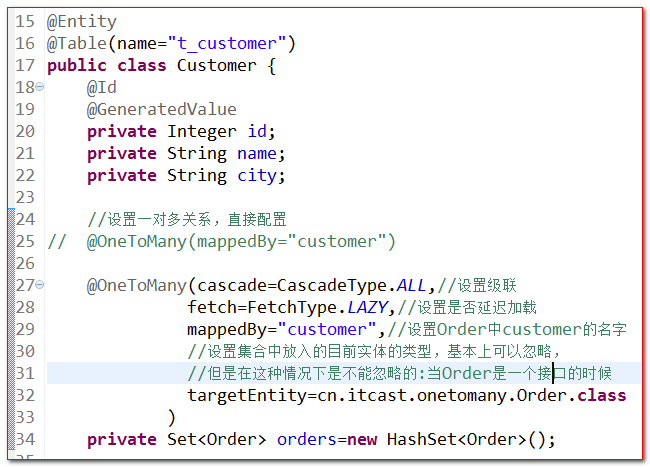 15 @Entity
16 @Table(name="t_customer")
17 public class Customer {
18 @Id
19 @GeneratedValue
20 private Integer id;
21 private String name;
22 private String city;
23
24 //设置一对多关系，直接配置
25 // @OneToMany(mappedBy="customer")
26
27 @OneToMany(cascade=CascadeType.ALL,//设置级联
28 fetch=FetchType.LAZY,//设置是否延迟加载
29 mappedBy="customer",//设置Order中customer的名字
30 //设置集合中放入的目前实体的类型，基本上可以忽略，
31 //但是在这种情况下是不能忽略的:当Order是一个接口的时候
32 targetEntity=cn.itcast.onetomany.Order.class
33 )
34 private Set<Order> orders=new HashSet<Order>();